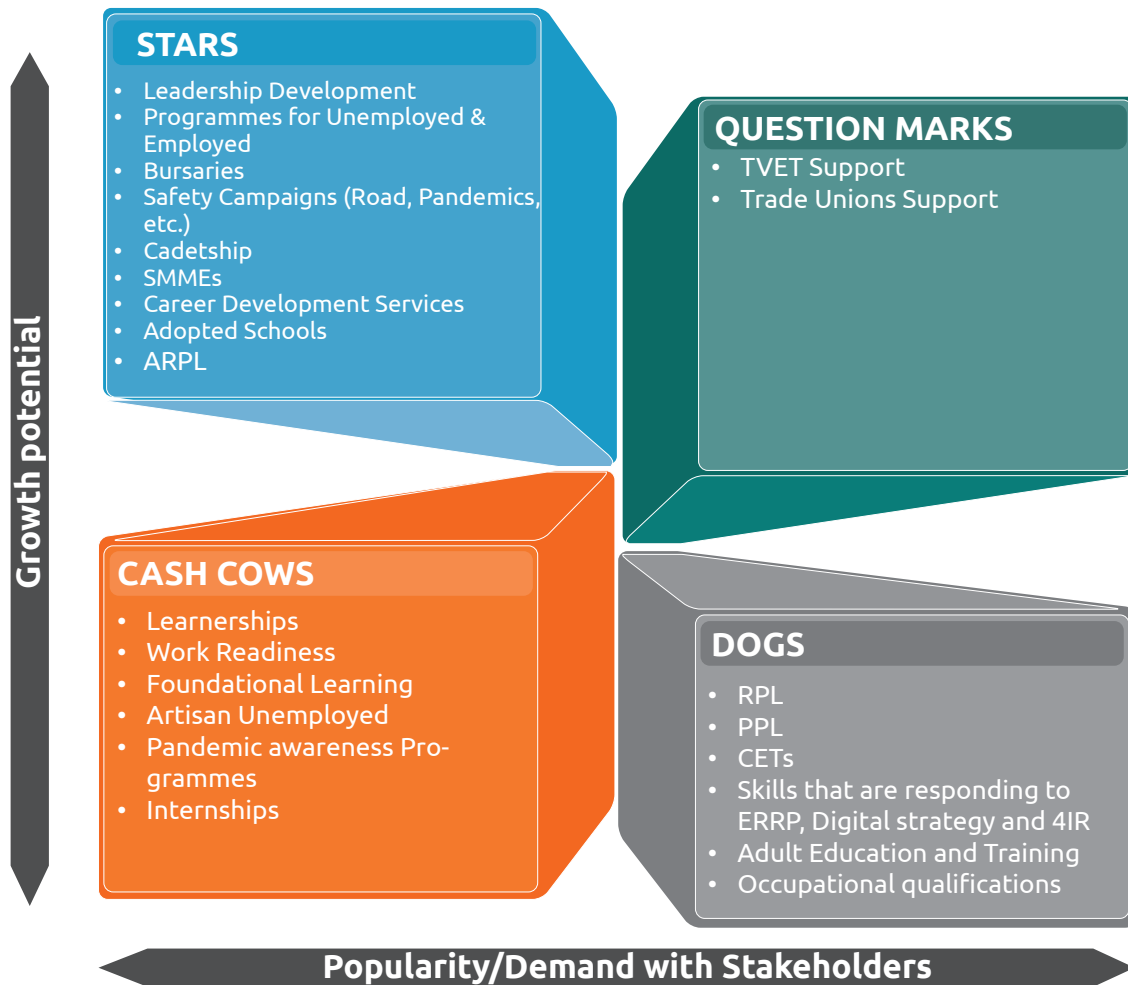 STARS
• Leadership Development
• Programmes for Unemployed &
Employed
• Bursaries
• Safety Campaigns (Road, Pandemics,
etc.)
• Cadetship
• SMMEs
• Career Development Services
• Adopted Schools
• ARPL
QUESTION MARKS
• TVET Support
• Trade Unions Support
Growth potential
CASH COWS
• Learnerships
• Work Readiness
• Foundational Learning
• Artisan Unemployed
• Pandemic awareness Pro-
grammes
• Internships
DOGS
• RPL
• PPL
• CETs
• Skills that are responding to
ERRP, Digital strategy and 4IR
• Adult Education and Training
• Occupational qualifications
Popularity/Demand with Stakeholders